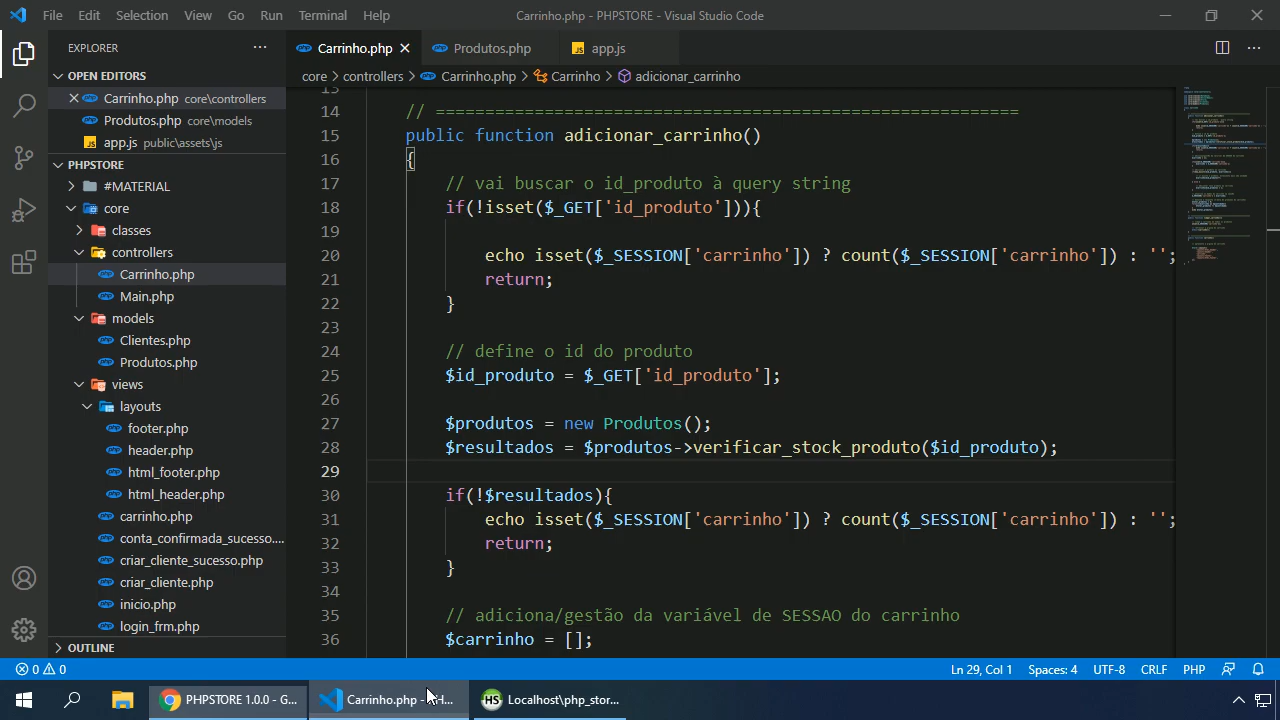 File Edit Selection View Go Run Terminal Help Carrinho.php - PHPSTORE - Visual Studio Code
EXPLORER
OPEN EDITORS
Carrinho.php core\controllers
Produtos.php core\models
JS app.js public\assets\js
PHPSTORE
#MATERIAL
core
classes
controllers
Carrinho.php
Main.php
models
Clientes.php
Produtos.php
views
layouts
footer.php
header.php
html_footer.php
html_header.php
carrinho.php
conta_confirmada_sucesso....
criar_cliente_sucesso.php
criar_cliente.php
inicio.php
login_frm.php
OUTLINE
Carrinho.php Produtos.php JS app.js
core > controllers > Carrinho.php > Carrinho > adicionar_carrinho
13
14 // ===========================================================
15 public function adicionar_carrinho()
16 {
17 // vai buscar o id_produto à query string
18 if(!isset($_GET['id_produto'])){
19
20 echo isset($_SESSION['carrinho']) ? count($_SESSION['carrinho']) : '';
21 return;
22 }
23
24 // define o id do produto
25 $id_produto = $_GET['id_produto'];
26
27 $produtos = new Produtos();
28 $resultados = $produtos->verificar_stock_produto($id_produto);
29
30 if(!$resultados){
31 echo isset($_SESSION['carrinho']) ? count($_SESSION['carrinho']) : '';
32 return;
33 }
34
35 // adiciona/gestão da variável de SESSAO do carrinho
36 $carrinho = [];
0 0 Ln 29, Col 1 Spaces: 4 UTF-8 CRLF PHP
PHPSTORE 1.0.0 - G... Carrinho.php - PH... HS Localhost\php_stor...